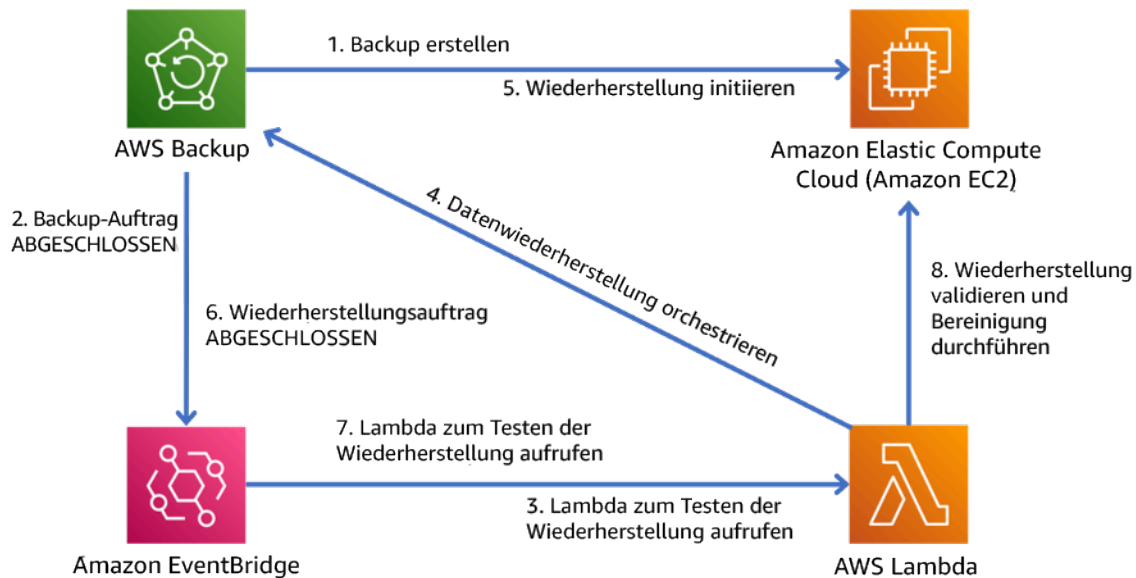 1. Backup erstellen
5. Wiederherstellung initiieren
AWS Backup
Amazon Elastic Compute
Cloud (Amazon EC2)
2. Backup-Auftrag
ABGESCHLOSSEN
4. Datenwiederherstellung orchestrieren
8. Wiederherstellung
validieren und
Bereinigung
durchführen
6. Wiederherstellungsauftrag
ABGESCHLOSSEN
7. Lambda zum Testen der
Wiederherstellung aufrufen
3. Lambda zum Testen der
Wiederherstellung aufrufen
Amazon EventBridge
AWS Lambda